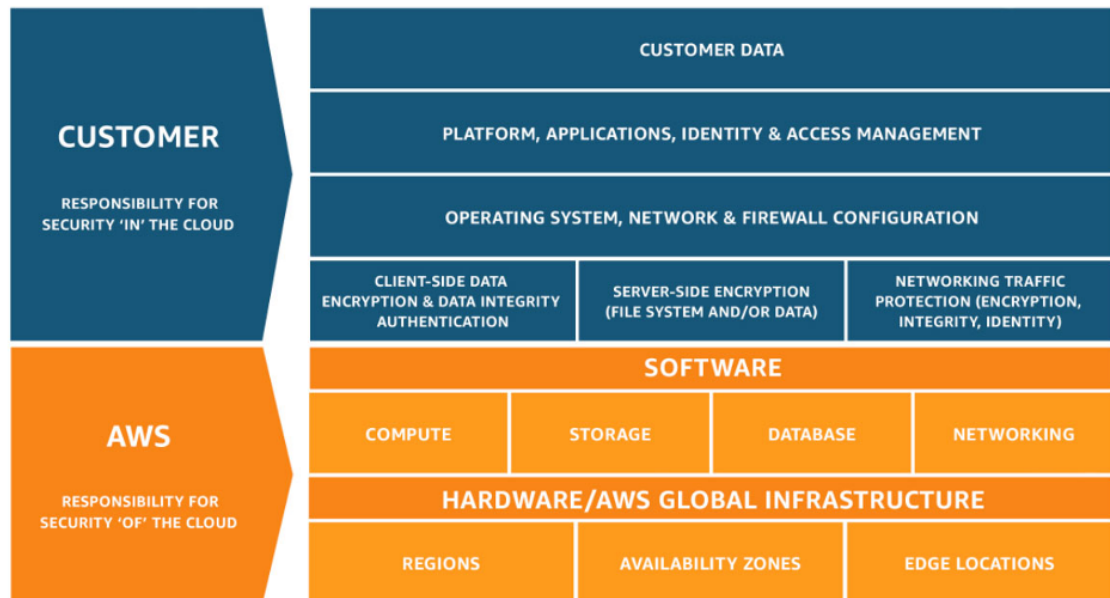 CUSTOMER
RESPONSIBILITY FOR
SECURITY ‘IN’ THE CLOUD
CUSTOMER DATA
PLATFORM, APPLICATIONS, IDENTITY & ACCESS MANAGEMENT
OPERATING SYSTEM, NETWORK & FIREWALL CONFIGURATION
CLIENT-SIDE DATA
ENCRYPTION & DATA INTEGRITY
AUTHENTICATION
SERVER-SIDE ENCRYPTION
(FILE SYSTEM AND/OR DATA)
NETWORKING TRAFFIC
PROTECTION (ENCRYPTION,
INTEGRITY, IDENTITY)
AWS
RESPONSIBILITY FOR
SECURITY ‘OF’ THE CLOUD
SOFTWARE
COMPUTE
STORAGE
DATABASE
NETWORKING
HARDWARE/AWS GLOBAL INFRASTRUCTURE
REGIONS
AVAILABILITY ZONES
EDGE LOCATIONS